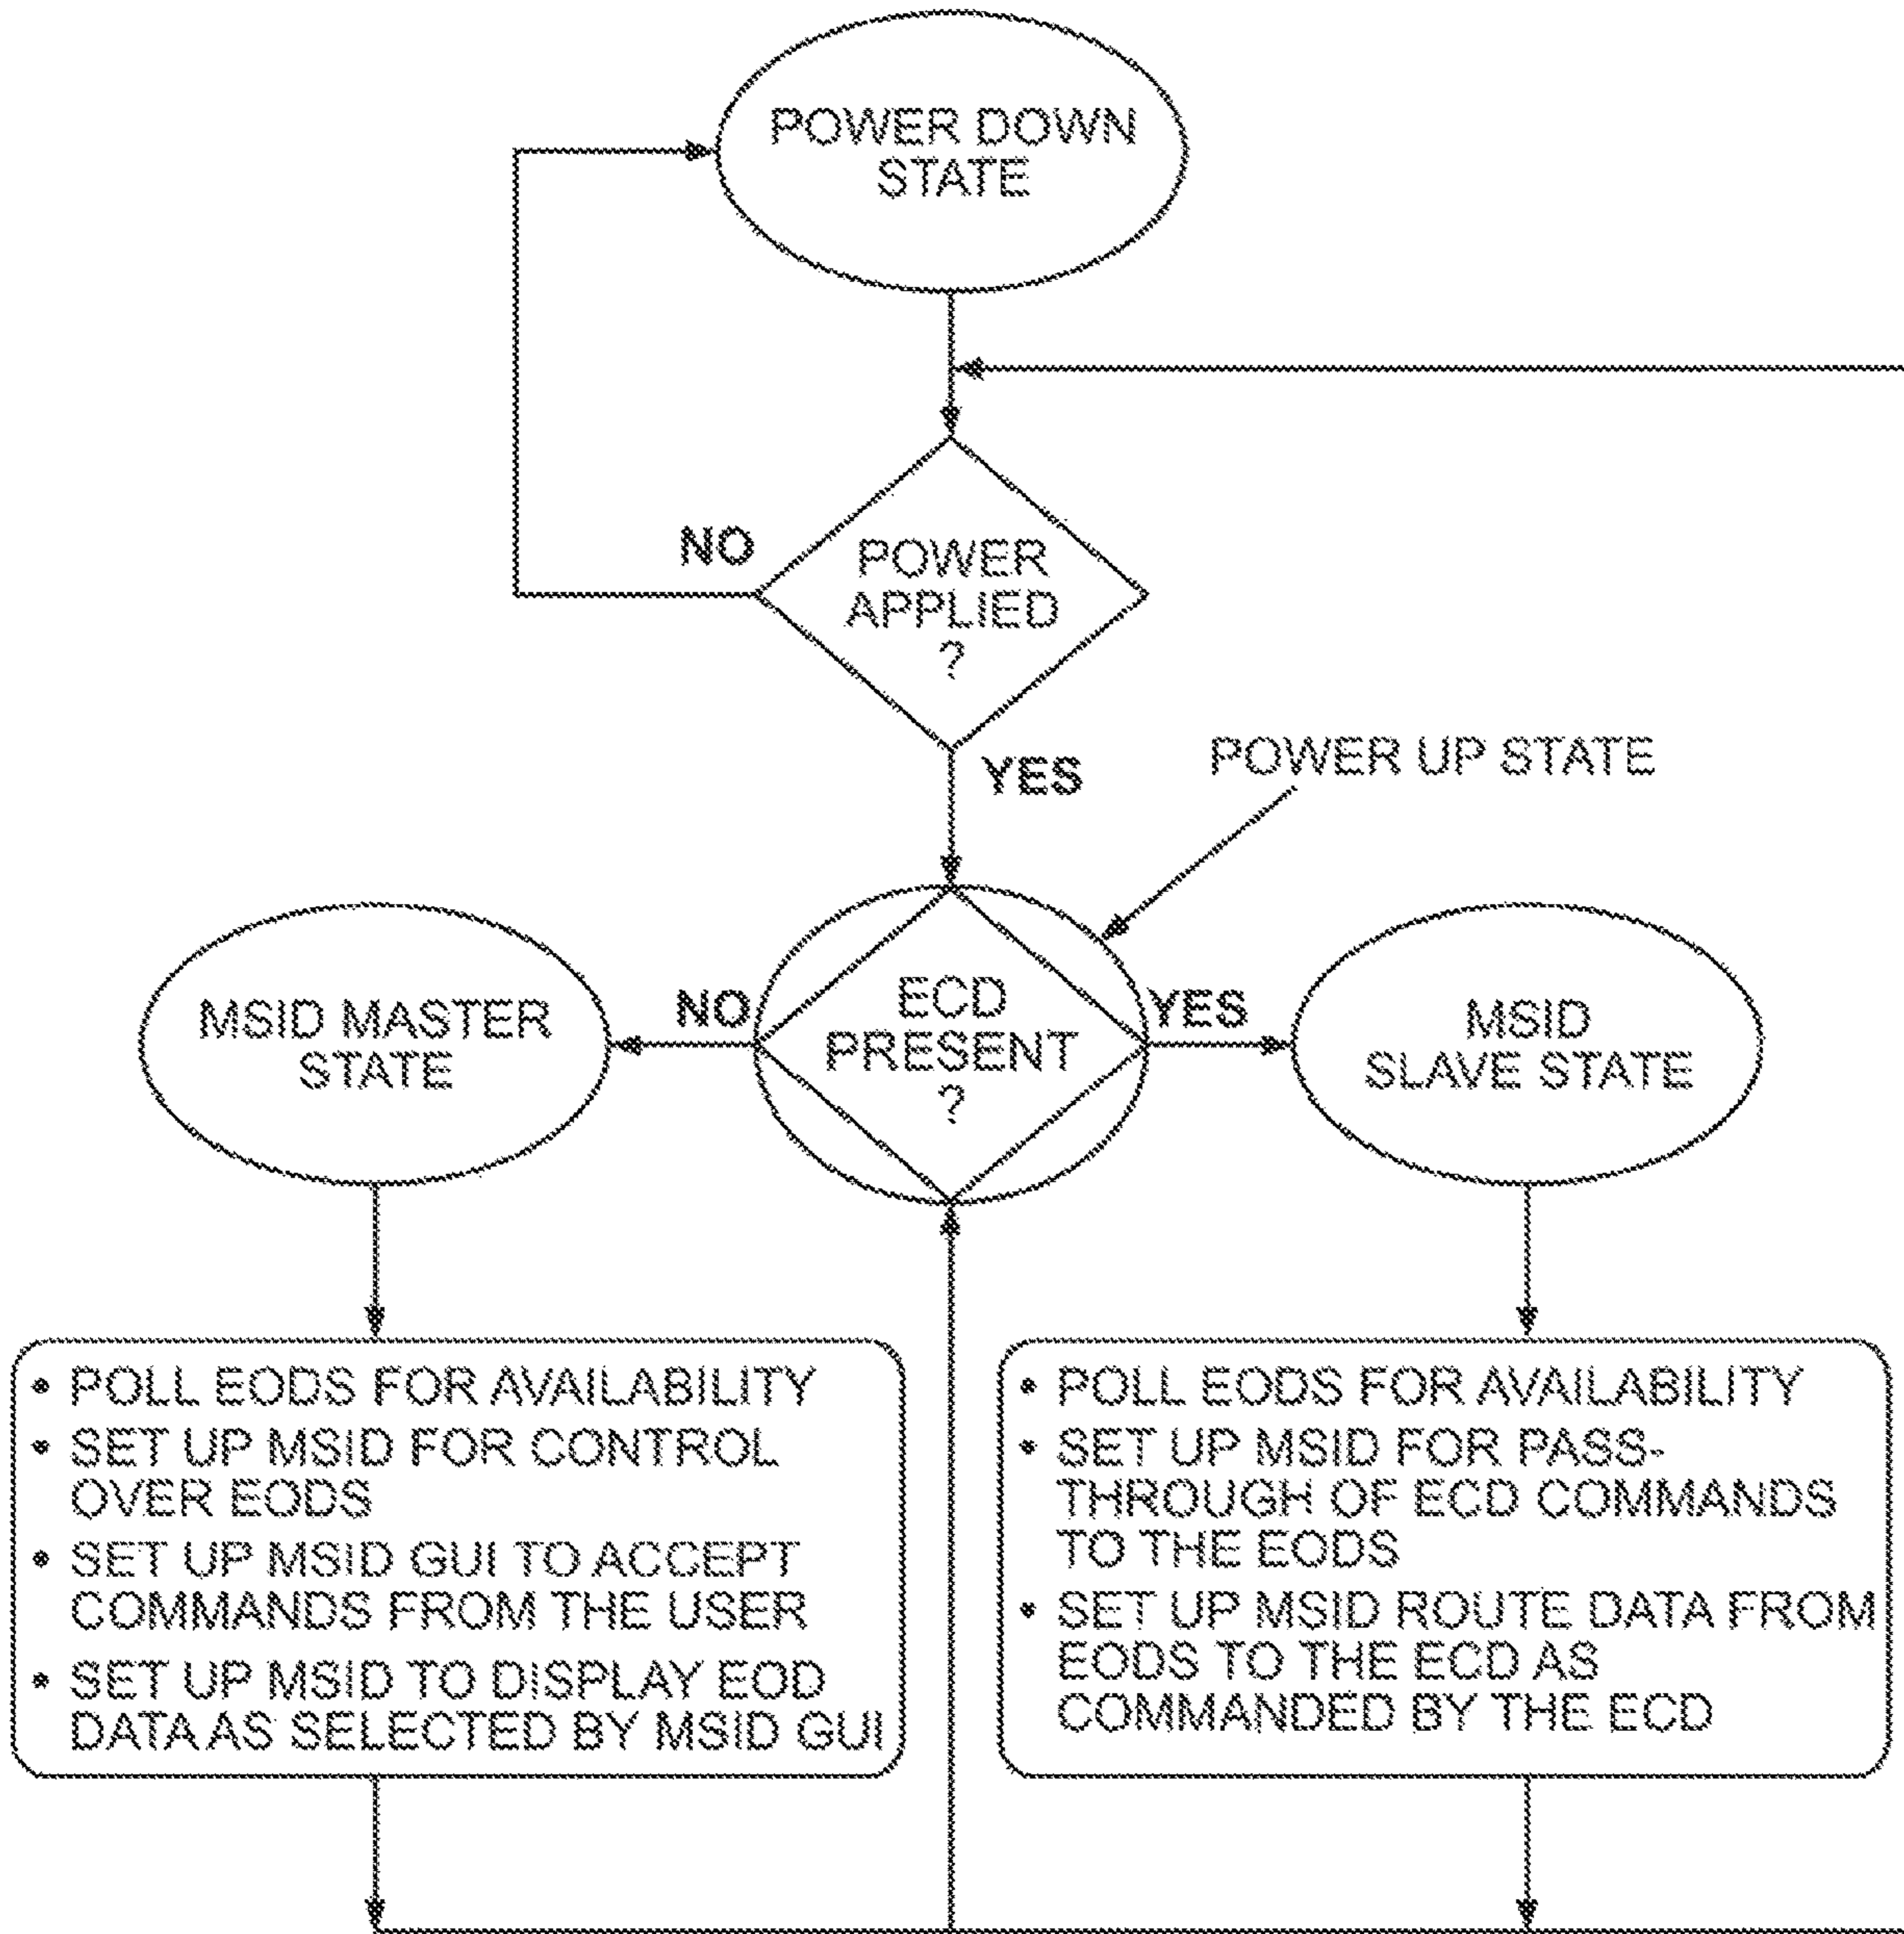 POWER DOWN
STATE
NO
POWER
APPLIED
?
YES
POWER UP STATE
MSID MASTER
STATE
NO
ECD
PRESENT
?
YES
MSID
SLAVE STATE
• POLL EODS FOR AVAILABILITY
• SET UP MSID FOR CONTROL
OVER EODS
• SET UP MSID GUI TO ACCEPT
COMMANDS FROM THE USER
• SET UP MSID TO DISPLAY EOD
DATA AS SELECTED BY MSID GUI
• POLL EODS FOR AVAILABILITY
• SET UP MSID FOR PASS-
THROUGH OF ECD COMMANDS
TO THE EODS
• SET UP MSID ROUTE DATA FROM
EODS TO THE ECD AS
COMMANDED BY THE ECD